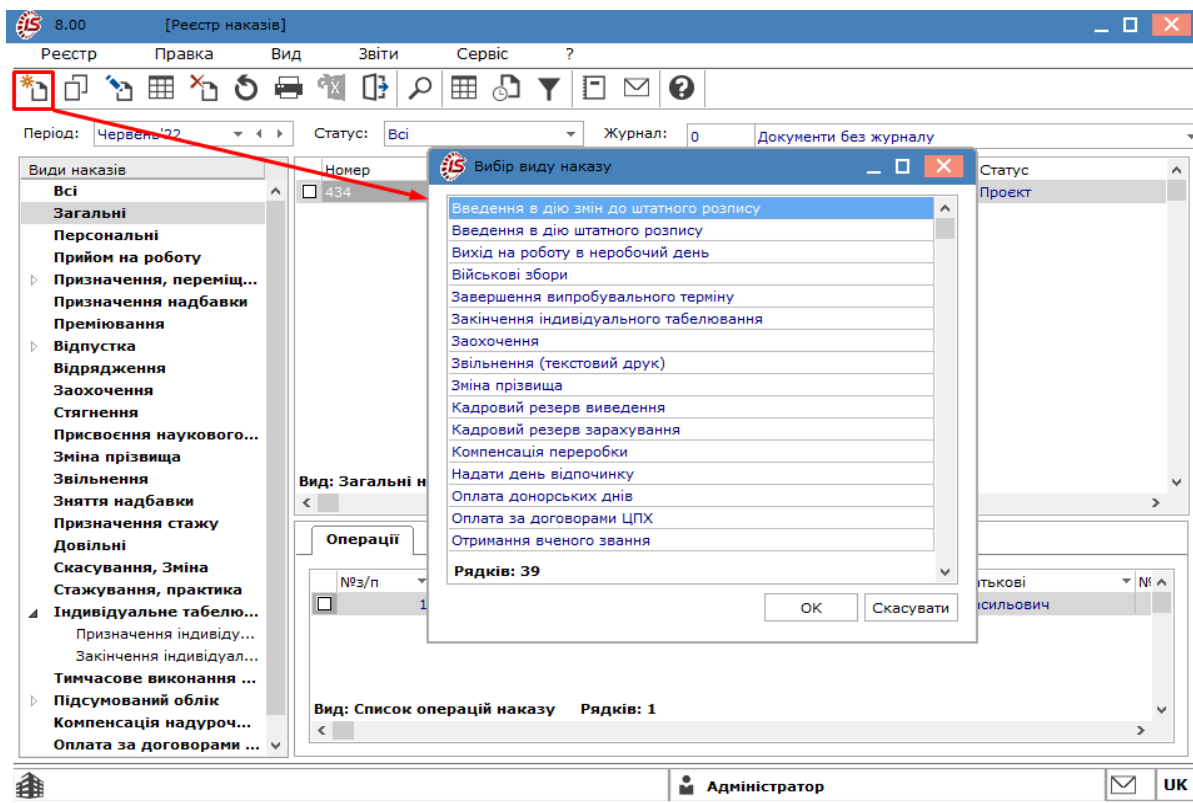 8.00 [Реєстр наказів]
Реєстр Правка Вид Звіти Сервіс ?
Період: Червень'22 Статус: Всі Журнал: 0 Документи без журналу
Види наказів
Всі
Загальні
Персональні
Прийом на роботу
Призначення, переміщ...
Призначення надбавки
Преміювання
Відпустка
Відрядження
Заохочення
Стягнення
Присвоєння наукового...
Зміна прізвища
Звільнення
Зняття надбавки
Призначення стажу
Довільні
Скасування, Зміна
Стажування, практика
Індивідуальне табелю...
Призначення індивіду...
Закінчення індивідуал...
Тимчасове виконання ...
Підсумований облік
Компенсація надуроч...
Оплата за договорами ...
Номер Статус
434 Проєкт
Вид: Загальні н
Вибір виду наказу
Введення в дію змін до штатного розпису
Введення в дію штатного розпису
Вихід на роботу в неробочий день
Військові збори
Завершення випробувального терміну
Закінчення індивідуального табелювання
Заохочення
Звільнення (текстовий друк)
Зміна прізвища
Кадровий резерв виведення
Кадровий резерв зарахування
Компенсація переробки
Надати день відпочинку
Оплата донорських днів
Оплата за договорами ЦПХ
Отримання вченого звання
Рядків: 39
OK Скасувати
Операції
№з/п тькові №
1 сильович
Вид: Список операцій наказу Рядків: 1
Адміністратор UK